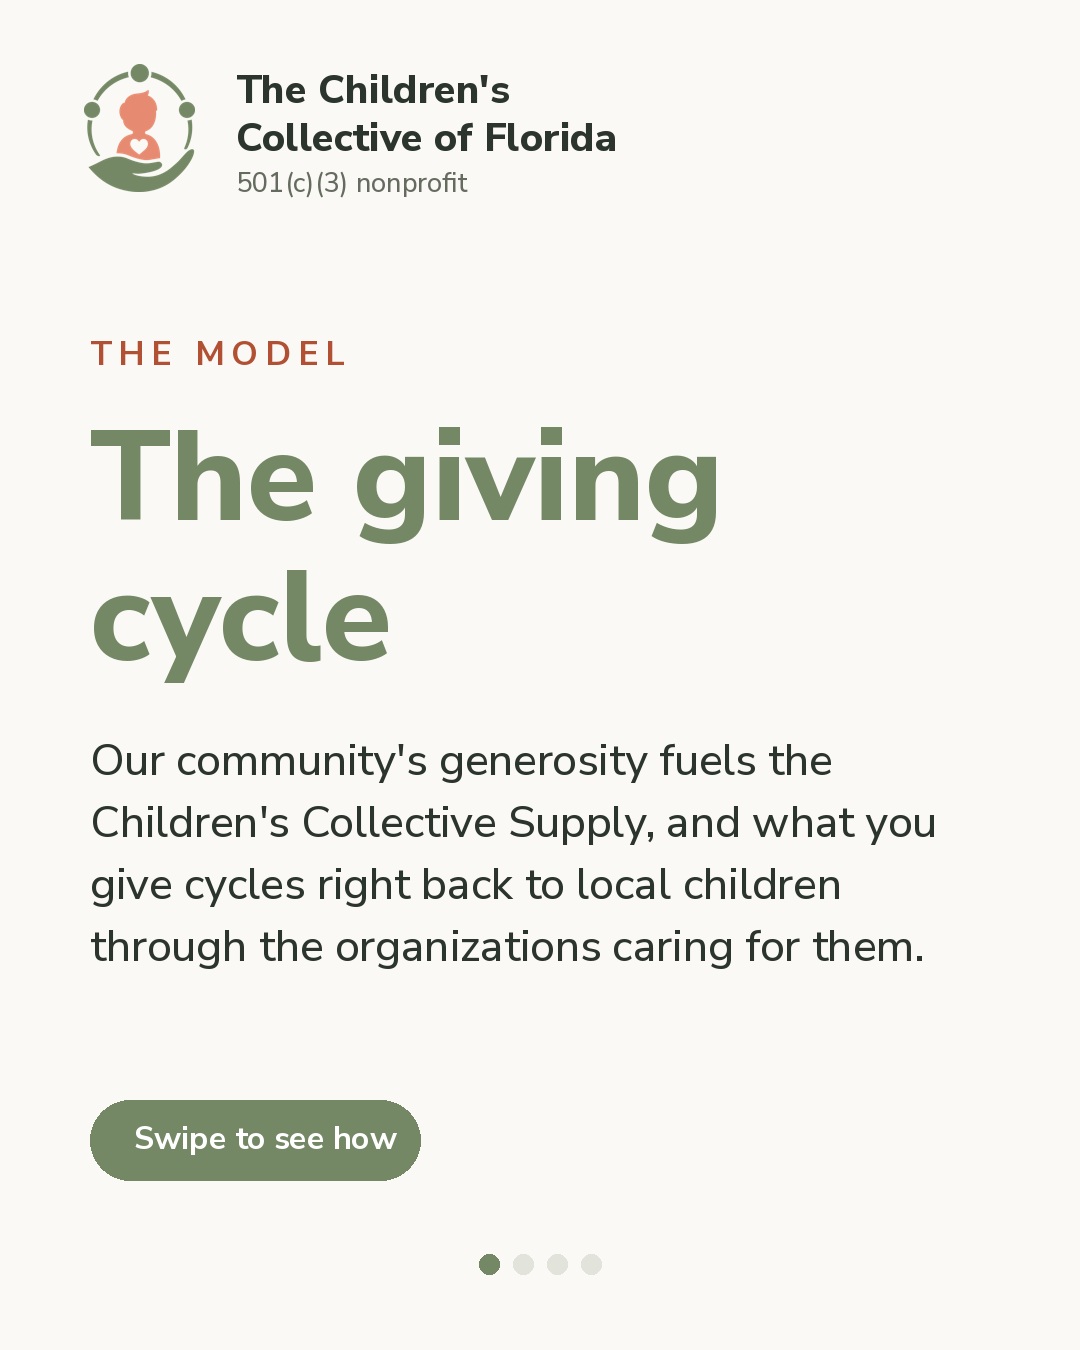 The Children's
Collective of Florida
501(c)(3) nonprofit
THE MODEL
The giving
cycle
Our community's generosity fuels the
Children's Collective Supply, and what you
give cycles right back to local children
through the organizations caring for them.
Swipe to see how